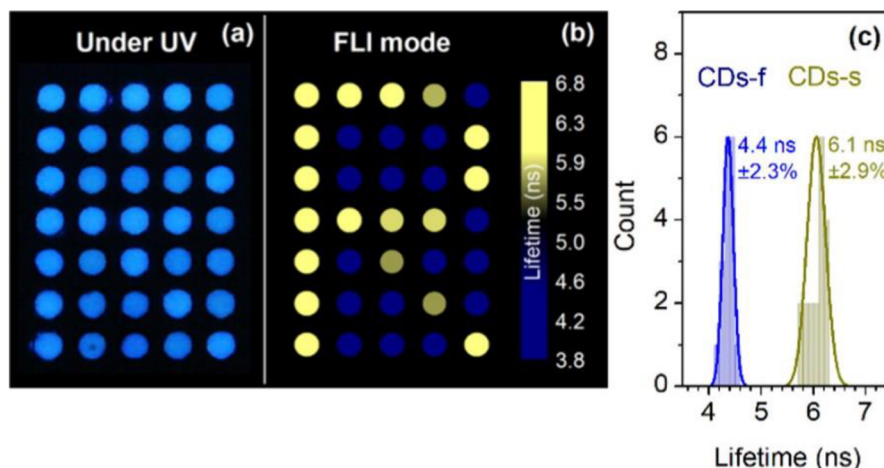 Under UV (a)
FLI mode (b)
Lifetime (ns)
6.8
6.3
5.9
5.5
5.0
4.6
4.2
3.8
(c)
CDs-f CDs-s
4.4 ns
±2.3%
6.1 ns
±2.9%
Count
8
6
4
2
0
4 5 6 7
Lifetime (ns)